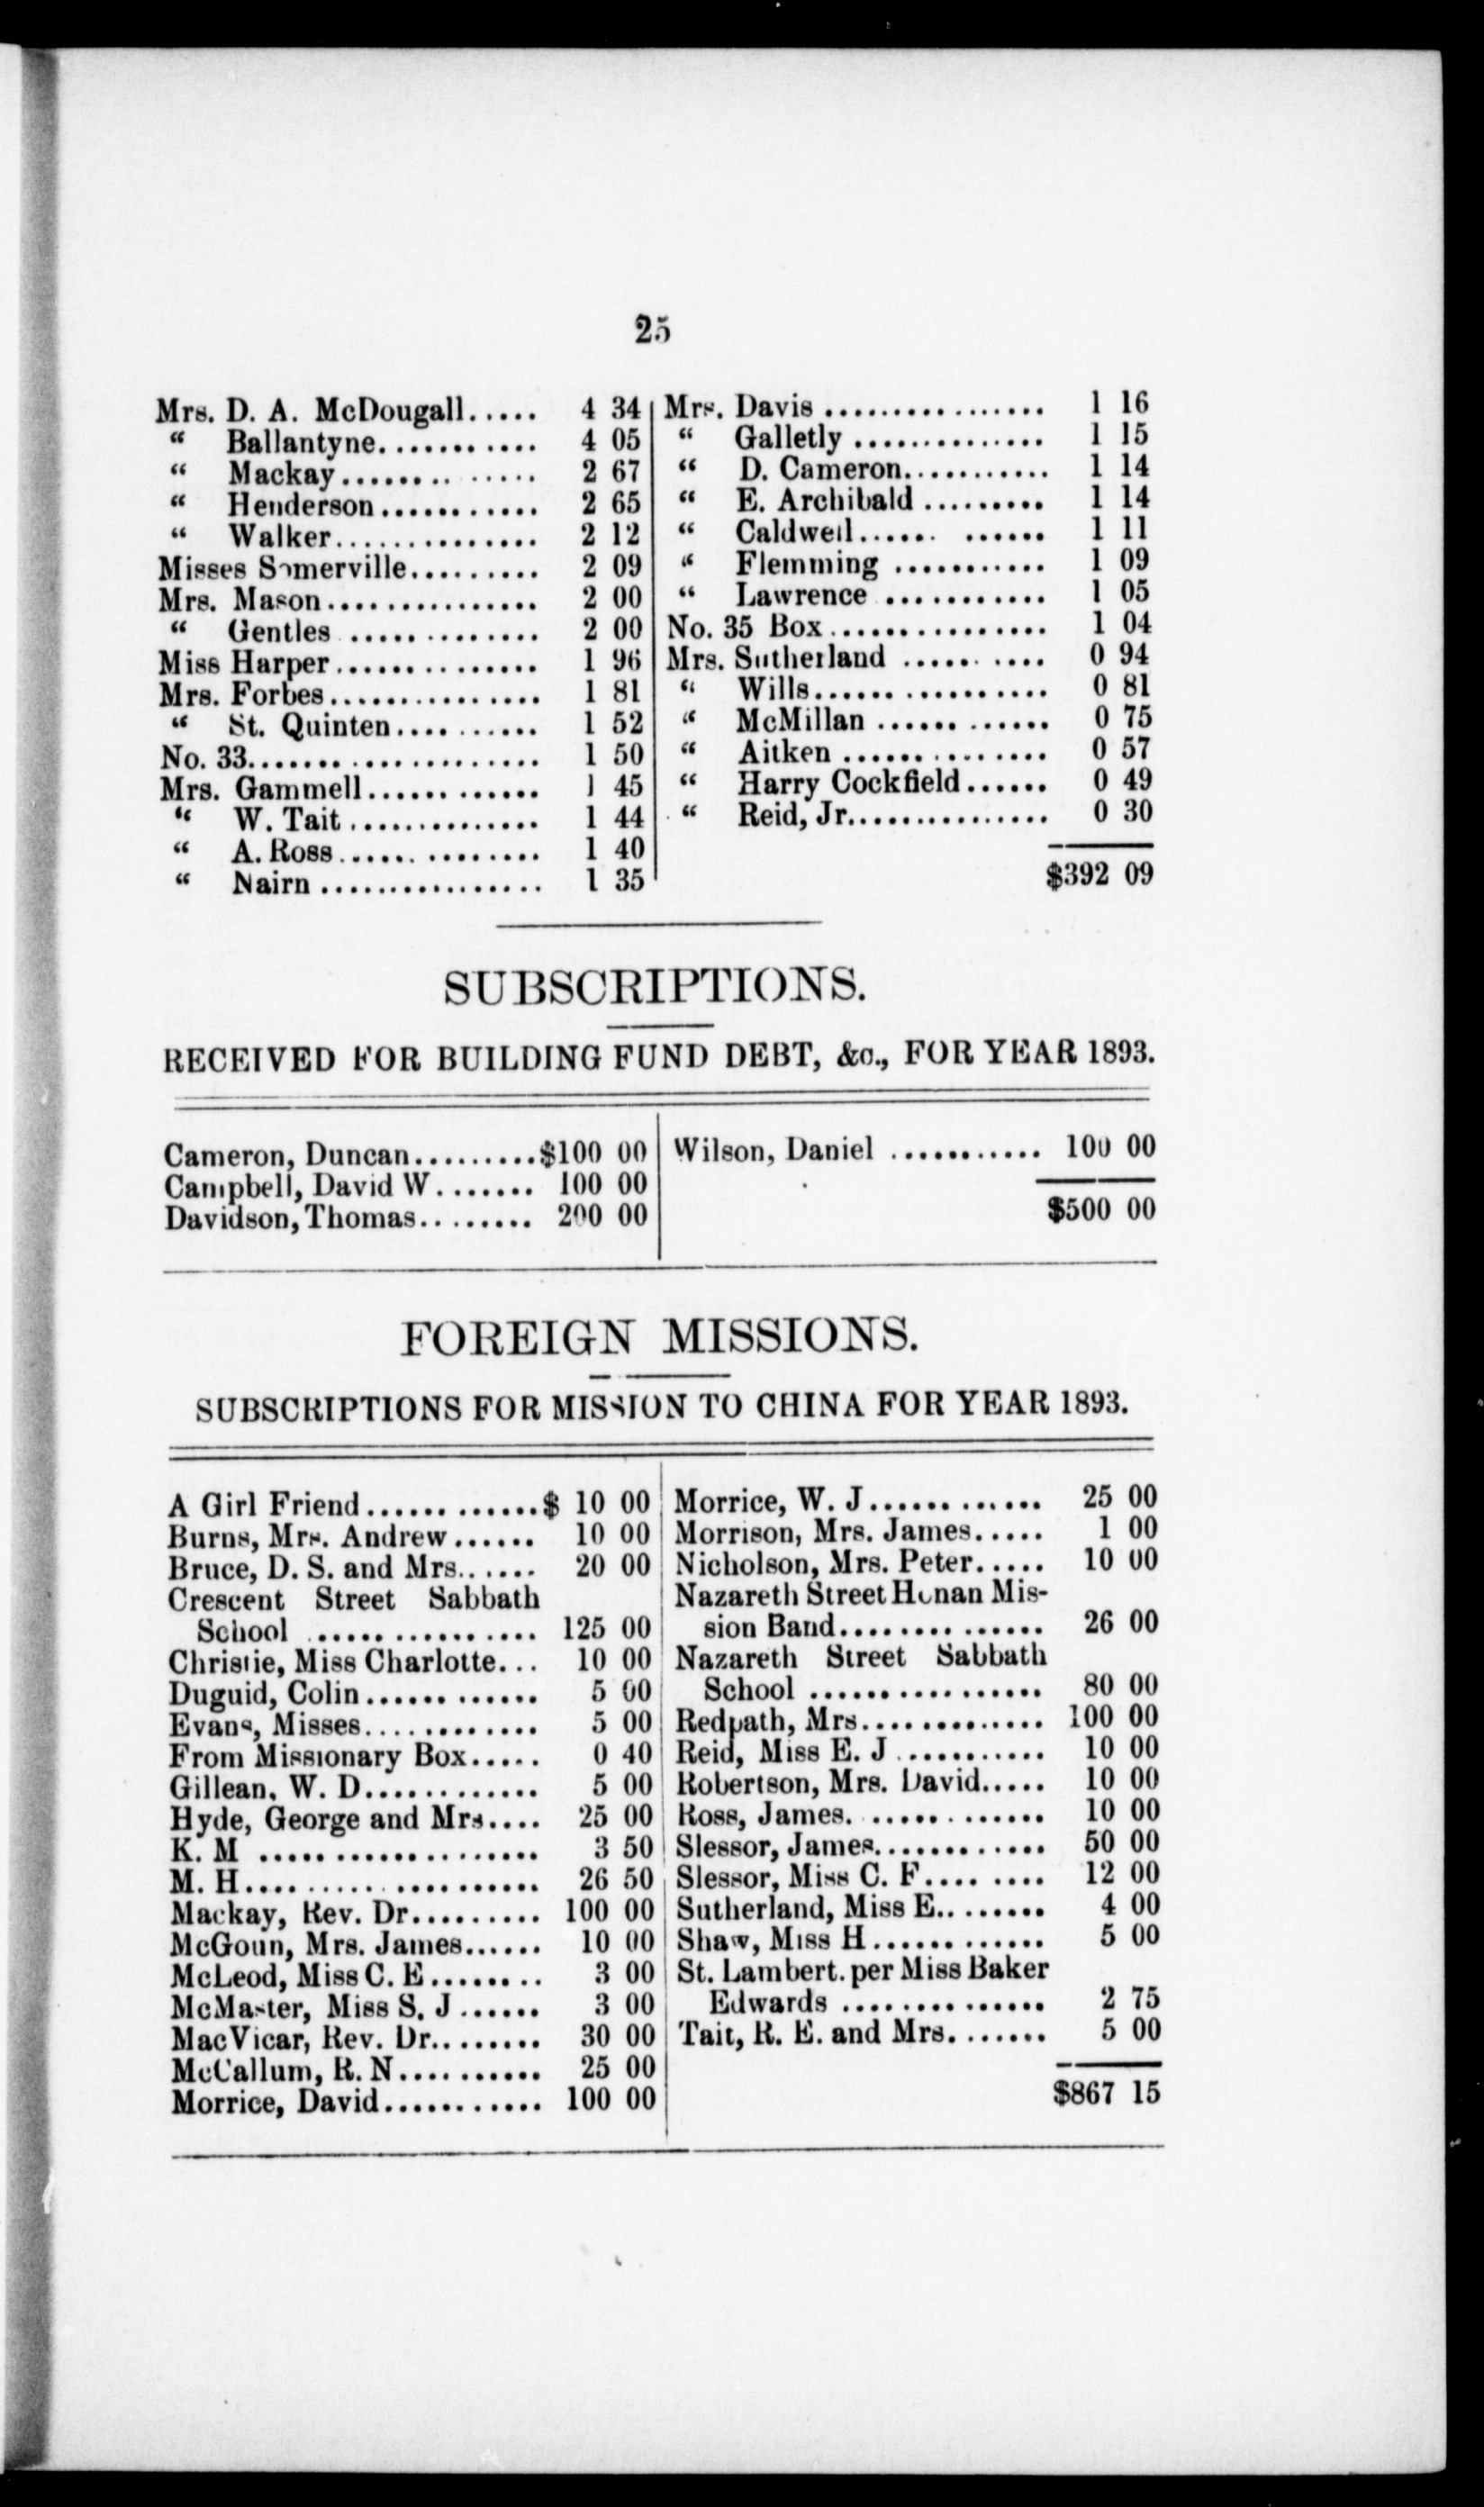 25
Mrs. D. A. McDougall..... 4 34
“ Ballantyne........... 4 05
“ Mackay.............. 2 67
“ Henderson........... 2 65
“ Walker.............. 2 12
Misses Somerville......... 2 09
Mrs. Mason............... 2 00
“ Gentles .............. 2 00
Miss Harper.............. 1 96
Mrs. Forbes............... 1 81
“ St. Quinten.......... 1 52
No. 33.................... 1 50
Mrs. Gammell............ 1 45
“ W. Tait.............. 1 44
“ A. Ross.............. 1 40
“ Nairn ................ 1 35
Mrs. Davis ................ 1 16
“ Galletly .............. 1 15
“ D. Cameron........... 1 14
“ E. Archibald ......... 1 14
“ Caldwell...... ...... 1 11
“ Flemming ........... 1 09
“ Lawrence ............ 1 05
No. 35 Box................ 1 04
Mrs. Sutherland .......... 0 94
“ Wills................. 0 81
“ McMillan ............ 0 75
“ Aitken ............... 0 57
“ Harry Cockfield...... 0 49
“ Reid, Jr............... 0 30
$392 09
SUBSCRIPTIONS.
RECEIVED FOR BUILDING FUND DEBT, &c., FOR YEAR 1893.
Cameron, Duncan.........$100 00
Campbell, David W....... 100 00
Davidson, Thomas......... 200 00
Wilson, Daniel ........... 100 00
$500 00
FOREIGN MISSIONS.
SUBSCRIPTIONS FOR MISSION TO CHINA FOR YEAR 1893.
A Girl Friend.............$ 10 00
Burns, Mrs. Andrew...... 10 00
Bruce, D. S. and Mrs...... 20 00
Crescent Street Sabbath
School ................ 125 00
Christie, Miss Charlotte... 10 00
Duguid, Colin............ 5 00
Evans, Misses............. 5 00
From Missionary Box..... 0 40
Gillean, W. D............. 5 00
Hyde, George and Mrs.... 25 00
K. M .................... 3 50
M. H..................... 26 50
Mackay, Rev. Dr......... 100 00
McGoun, Mrs. James...... 10 00
McLeod, Miss C. E........ 3 00
McMaster, Miss S. J...... 3 00
MacVicar, Rev. Dr........ 30 00
McCallum, R. N.......... 25 00
Morrice, David........... 100 00
Morrice, W. J............ 25 00
Morrison, Mrs. James..... 1 00
Nicholson, Mrs. Peter..... 10 00
Nazareth Street Honan Mis-
sion Band.............. 26 00
Nazareth Street Sabbath
School ................. 80 00
Redpath, Mrs............. 100 00
Reid, Miss E. J........... 10 00
Robertson, Mrs. David..... 10 00
Ross, James.............. 10 00
Slessor, James............ 50 00
Slessor, Miss C. F........ 12 00
Sutherland, Miss E........ 4 00
Shaw, Miss H............ 5 00
St. Lambert. per Miss Baker
Edwards .............. 2 75
Tait, R. E. and Mrs....... 5 00
$867 15